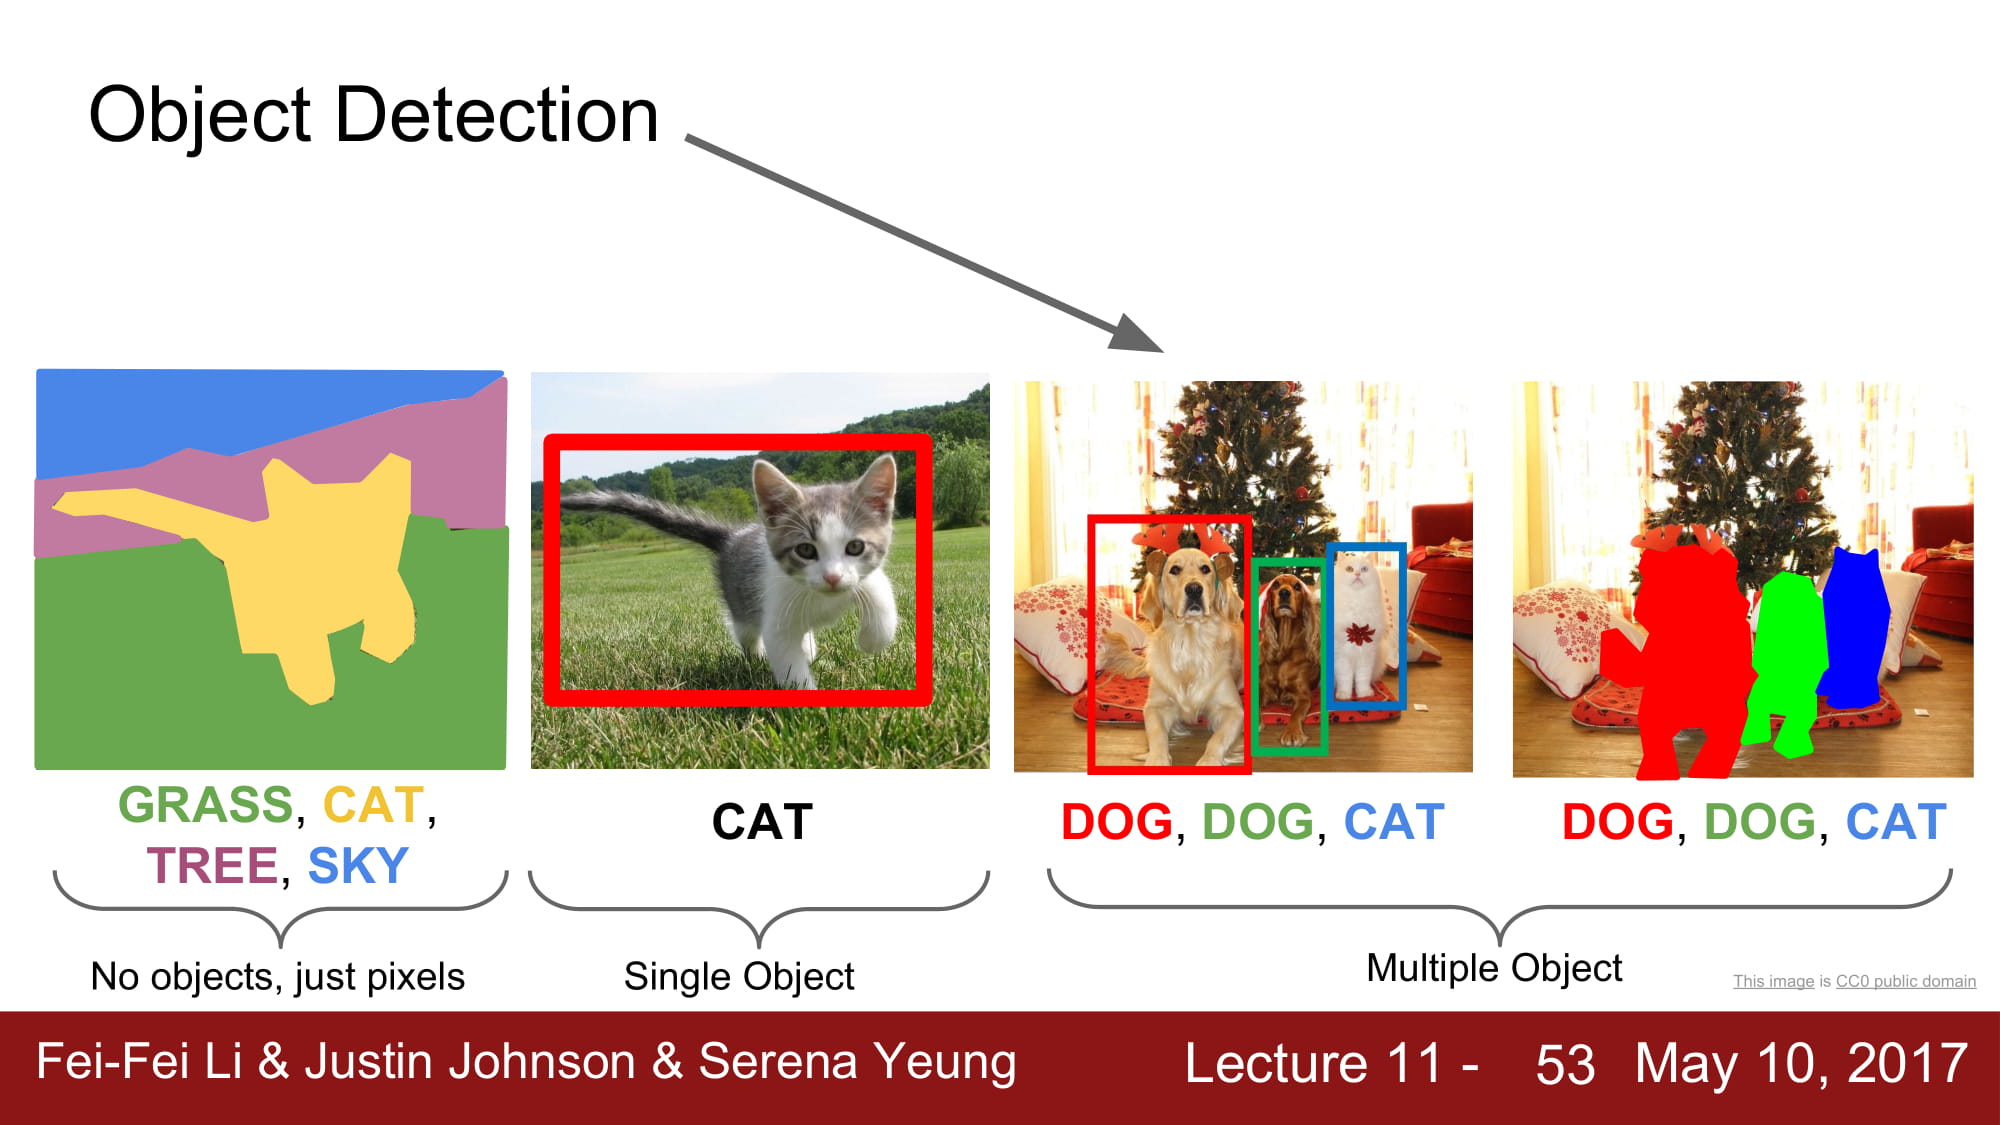 Object Detection
GRASS, CAT,
TREE, SKY
CAT
DOG, DOG, CAT
DOG, DOG, CAT
No objects, just pixels
Single Object
Multiple Object
This image is CC0 public domain
Fei-Fei Li & Justin Johnson & Serena Yeung
Lecture 11 - 53 May 10, 2017